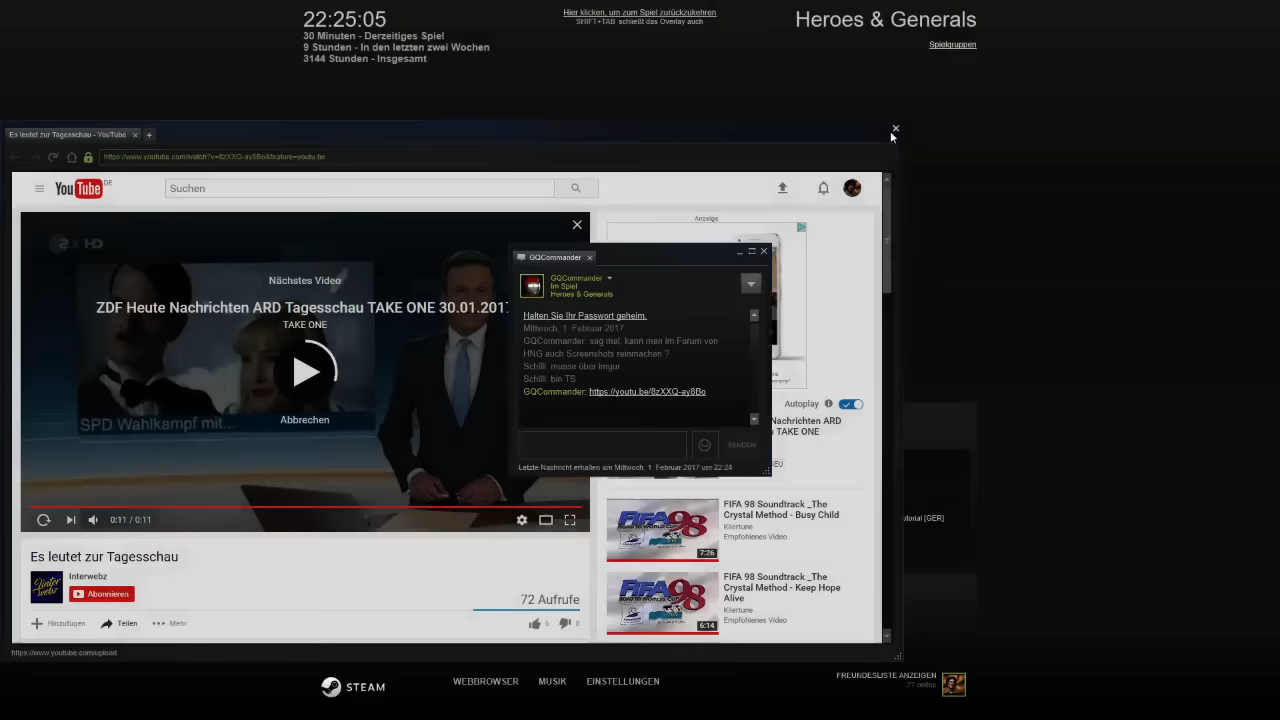 22:25:05
30 Minuten - Derzeitiges Spiel
9 Stunden - In den letzten zwei Wochen
3144 Stunden - Insgesamt
Hier klicken, um zum Spiel zurückzukehren
SHIFT+TAB schließt das Overlay auch
Heroes & Generals
Spielgruppen
Es leutet zur Tagesschau - YouTube
https://www.youtube.com/watch?v=8zXXQ-ay8Bo&feature=youtu.be
YouTube DE
Suchen
HD
Nächstes Video
ZDF Heute Nachrichten ARD Tagesschau TAKE ONE 30.01.2017
TAKE ONE
Abbrechen
SPD Wahlkampf mit...
0:11 / 0:11
Anzeige
GQCommander
GQCommander
Im Spiel
Heroes & Generals
Halten Sie Ihr Passwort geheim.
Mittwoch, 1. Februar 2017
GQCommander: sag mal, kann man im Forum von
HNG auch Screenshots reinmachen ?
Schilli: musse über imgur
Schilli: bin TS
GQCommander: https://youtu.be/8zXXQ-ay8Bo
SENDEN
Letzte Nachricht erhalten am Mittwoch, 1. Februar 2017 um 22:24
Autoplay
Nachrichten ARD
TAKE ONE
FIFA 98 Soundtrack _The
Crystal Method - Busy Child
Kilertune
Empfohlenes Video
7:26
FIFA 98 Soundtrack _The
Crystal Method - Keep Hope
Alive
Kilertune
Empfohlenes Video
6:14
Es leutet zur Tagesschau
Interwebz
Abonnieren
72 Aufrufe
Hinzufügen
Teilen
Mehr
6
0
utorial [GER]
https://www.youtube.com/upload
STEAM
WEBBROWSER
MUSIK
EINSTELLUNGEN
FREUNDESLISTE ANZEIGEN
27 online